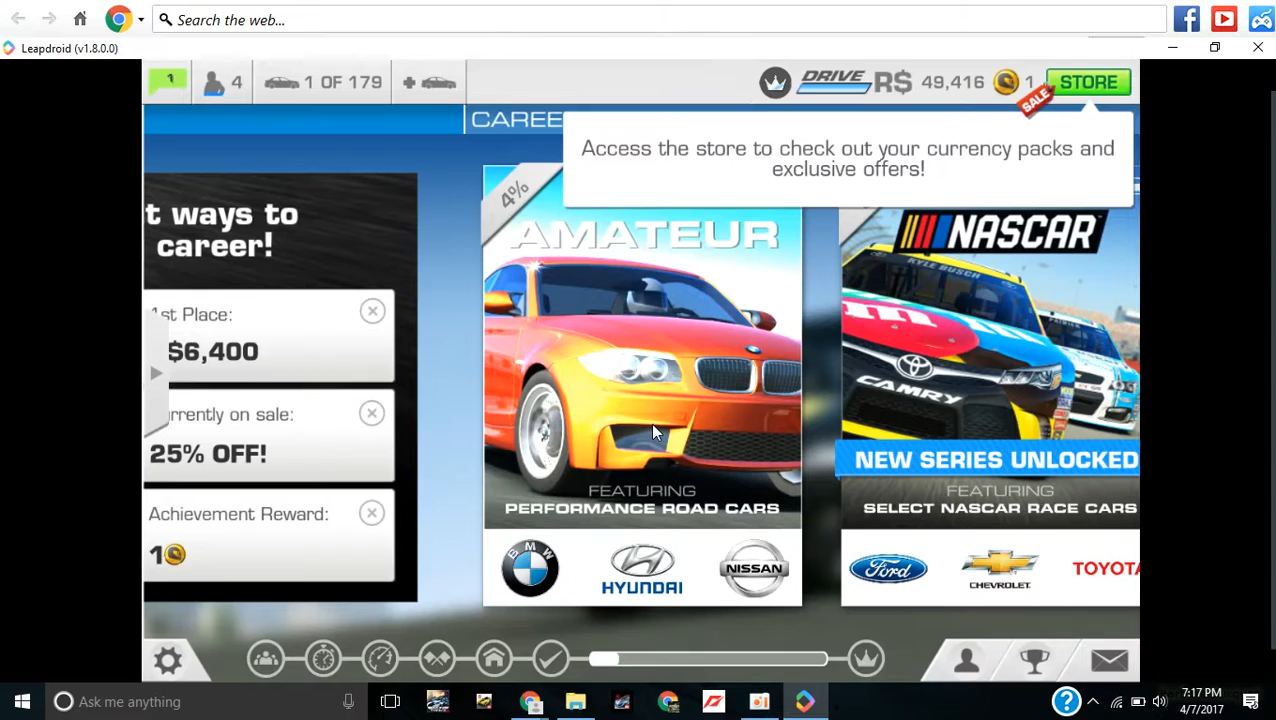 Search the web...
Leapdroid (v1.8.0.0)
1
4
1 OF 179
+
DRIVE
R$ 49,416
1
STORE
SALE
Access the store to check out your currency packs and
exclusive offers!
CAREE
t ways to
career!
1st Place:
$6,400
urrently on sale:
25% OFF!
Achievement Reward:
1
4%
AMATEUR
FEATURING
PERFORMANCE ROAD CARS
BMW
HYUNDAI
NISSAN
NASCAR
KYLE BUSCH
CAMRY
NEW SERIES UNLOCKED
FEATURING
SELECT NASCAR RACE CARS
Ford
CHEVROLET
TOYOTA
Ask me anything
7:17 PM
4/7/2017